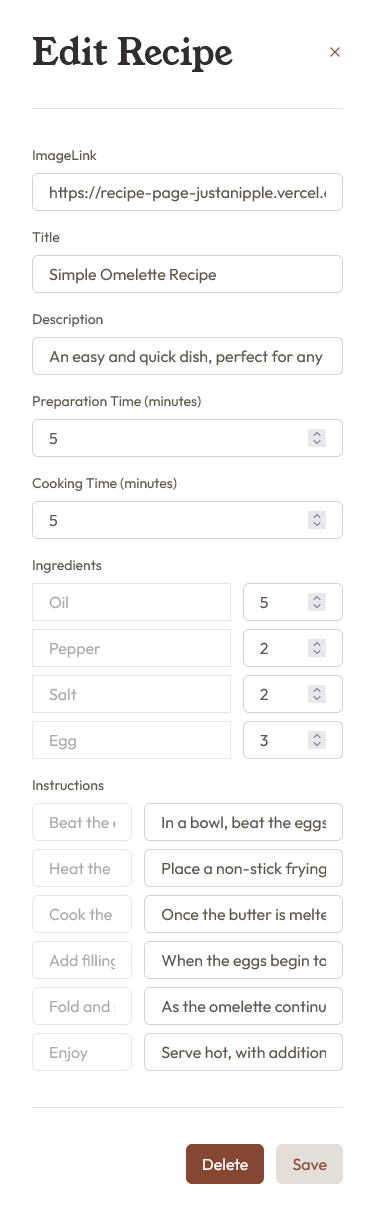 Edit Recipe ×
ImageLink
https://recipe-page-justanipple.vercel.
Title
Simple Omelette Recipe
Description
An easy and quick dish, perfect for any
Preparation Time (minutes)
5
Cooking Time (minutes)
5
Ingredients
Oil 5
Pepper 2
Salt 2
Egg 3
Instructions
Beat the In a bowl, beat the eggs
Heat the Place a non-stick frying
Cook the Once the butter is melte
Add filling When the eggs begin to
Fold and As the omelette continu
Enjoy Serve hot, with addition
Delete Save